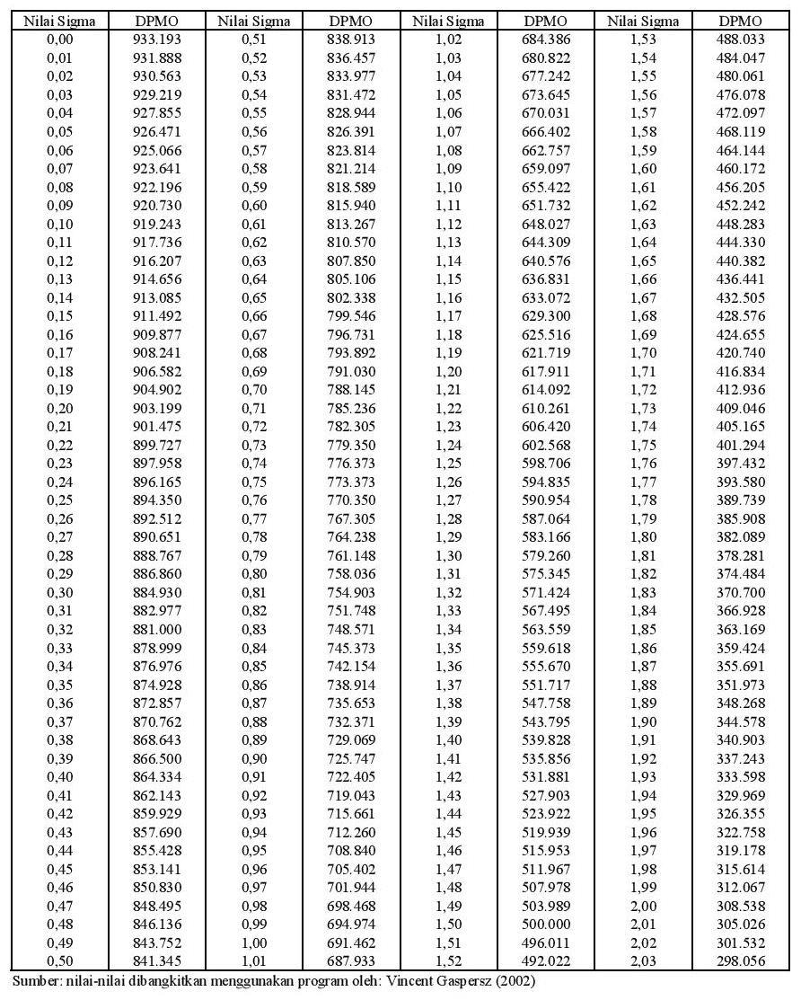 Nilai Sigma DPMO Nilai Sigma DPMO Nilai Sigma DPMO Nilai Sigma DPMO
0,00 933.193 0,51 838.913 1,02 684.386 1,53 488.033
0,01 931.888 0,52 836.457 1,03 680.822 1,54 484.047
0,02 930.563 0,53 833.977 1,04 677.242 1,55 480.061
0,03 929.219 0,54 831.472 1,05 673.645 1,56 476.078
0,04 927.855 0,55 828.944 1,06 670.031 1,57 472.097
0,05 926.471 0,56 826.391 1,07 666.402 1,58 468.119
0,06 925.066 0,57 823.814 1,08 662.757 1,59 464.144
0,07 923.641 0,58 821.214 1,09 659.097 1,60 460.172
0,08 922.196 0,59 818.589 1,10 655.422 1,61 456.205
0,09 920.730 0,60 815.940 1,11 651.732 1,62 452.242
0,10 919.243 0,61 813.267 1,12 648.027 1,63 448.283
0,11 917.736 0,62 810.570 1,13 644.309 1,64 444.330
0,12 916.207 0,63 807.850 1,14 640.576 1,65 440.382
0,13 914.656 0,64 805.106 1,15 636.831 1,66 436.441
0,14 913.085 0,65 802.338 1,16 633.072 1,67 432.505
0,15 911.492 0,66 799.546 1,17 629.300 1,68 428.576
0,16 909.877 0,67 796.731 1,18 625.516 1,69 424.655
0,17 908.241 0,68 793.892 1,19 621.719 1,70 420.740
0,18 906.582 0,69 791.030 1,20 617.911 1,71 416.834
0,19 904.902 0,70 788.145 1,21 614.092 1,72 412.936
0,20 903.199 0,71 785.236 1,22 610.261 1,73 409.046
0,21 901.475 0,72 782.305 1,23 606.420 1,74 405.165
0,22 899.727 0,73 779.350 1,24 602.568 1,75 401.294
0,23 897.958 0,74 776.373 1,25 598.706 1,76 397.432
0,24 896.165 0,75 773.373 1,26 594.835 1,77 393.580
0,25 894.350 0,76 770.350 1,27 590.954 1,78 389.739
0,26 892.512 0,77 767.305 1,28 587.064 1,79 385.908
0,27 890.651 0,78 764.238 1,29 583.166 1,80 382.089
0,28 888.767 0,79 761.148 1,30 579.260 1,81 378.281
0,29 886.860 0,80 758.036 1,31 575.345 1,82 374.484
0,30 884.930 0,81 754.903 1,32 571.424 1,83 370.700
0,31 882.977 0,82 751.748 1,33 567.495 1,84 366.928
0,32 881.000 0,83 748.571 1,34 563.559 1,85 363.169
0,33 878.999 0,84 745.373 1,35 559.618 1,86 359.424
0,34 876.976 0,85 742.154 1,36 555.670 1,87 355.691
0,35 874.928 0,86 738.914 1,37 551.717 1,88 351.973
0,36 872.857 0,87 735.653 1,38 547.758 1,89 348.268
0,37 870.762 0,88 732.371 1,39 543.795 1,90 344.578
0,38 868.643 0,89 729.069 1,40 539.828 1,91 340.903
0,39 866.500 0,90 725.747 1,41 535.856 1,92 337.243
0,40 864.334 0,91 722.405 1,42 531.881 1,93 333.598
0,41 862.143 0,92 719.043 1,43 527.903 1,94 329.969
0,42 859.929 0,93 715.661 1,44 523.922 1,95 326.355
0,43 857.690 0,94 712.260 1,45 519.939 1,96 322.758
0,44 855.428 0,95 708.840 1,46 515.953 1,97 319.178
0,45 853.141 0,96 705.402 1,47 511.967 1,98 315.614
0,46 850.830 0,97 701.944 1,48 507.978 1,99 312.067
0,47 848.495 0,98 698.468 1,49 503.989 2,00 308.538
0,48 846.136 0,99 694.974 1,50 500.000 2,01 305.026
0,49 843.752 1,00 691.462 1,51 496.011 2,02 301.532
0,50 841.345 1,01 687.933 1,52 492.022 2,03 298.056
Sumber: nilai-nilai dibangkitkan menggunakan program oleh: Vincent Gaspersz (2002)